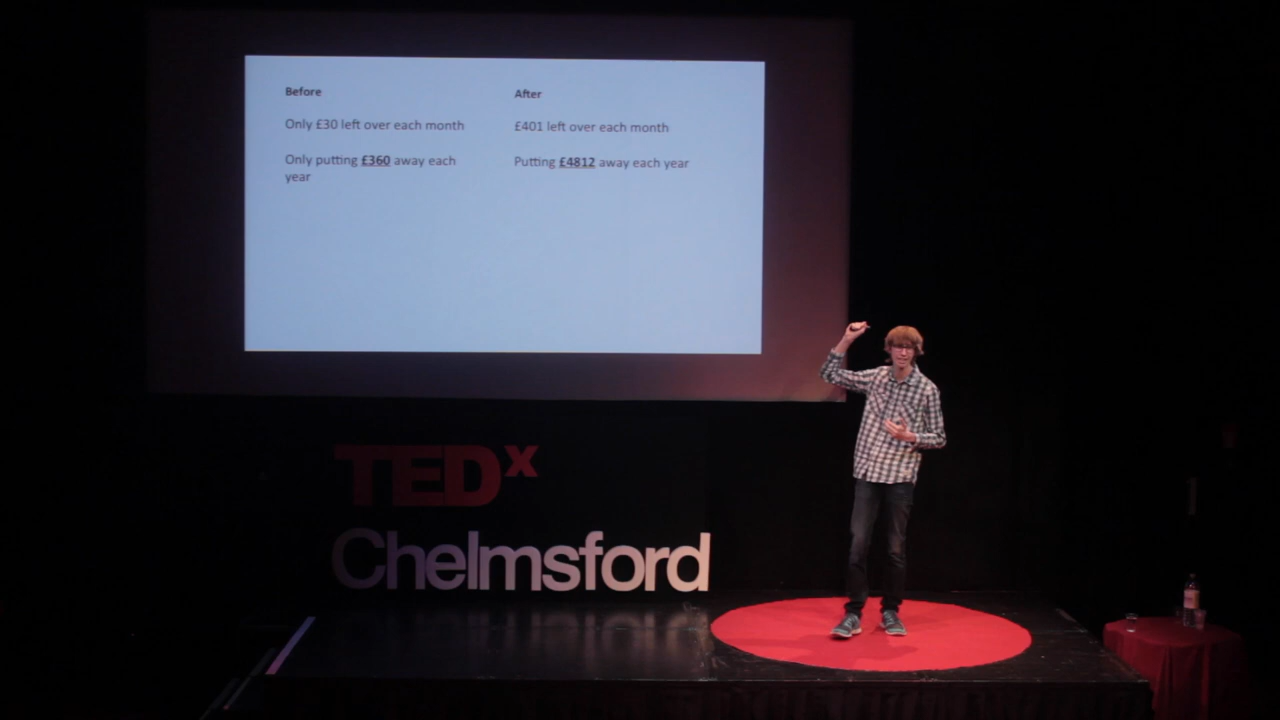 Before
Only £30 left over each month
Only putting £360 away each
year
After
£401 left over each month
Putting £4812 away each year
TEDx
Chelmsford